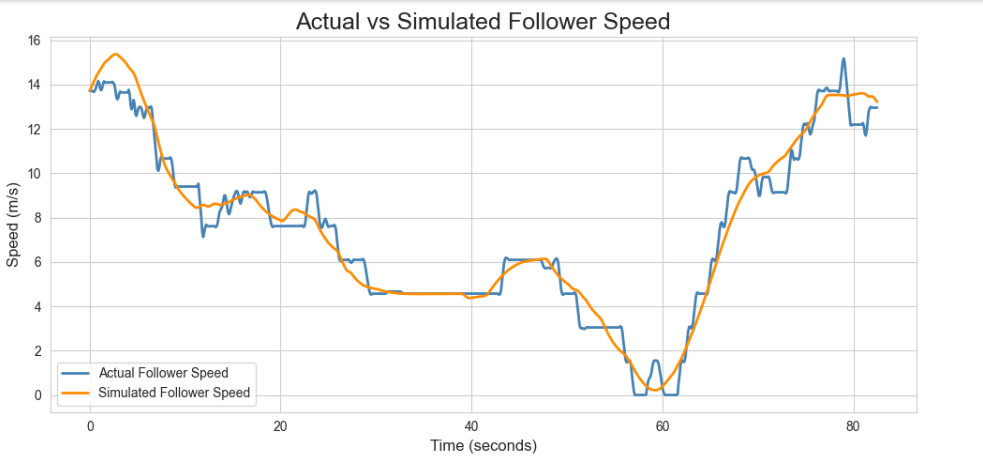 Actual vs Simulated Follower Speed
16
14
12
10
8
6
4
2
0
Speed (m/s)
Actual Follower Speed
Simulated Follower Speed
0 20 40 60 80
Time (seconds)